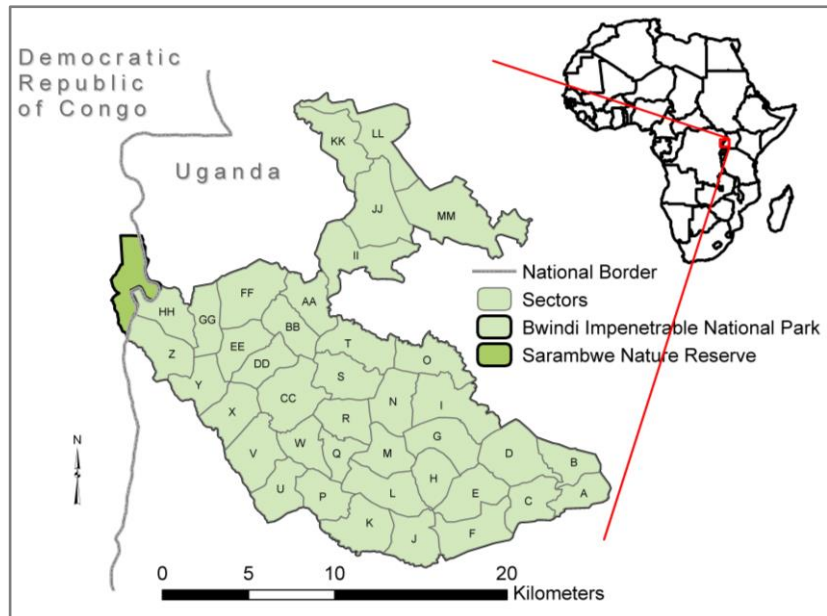 Democratic
Republic
of Congo
Uganda
KK
LL
JJ
MM
II
National Border
Sectors
Bwindi Impenetrable National Park
Sarambwe Nature Reserve
HH
GG
FF
AA
BB
Z
EE
DD
T
O
Y
S
X
CC
N
I
R
G
V
W
Q
M
D
B
U
P
L
H
E
C
A
K
J
F
N
0
5
10
20
Kilometers